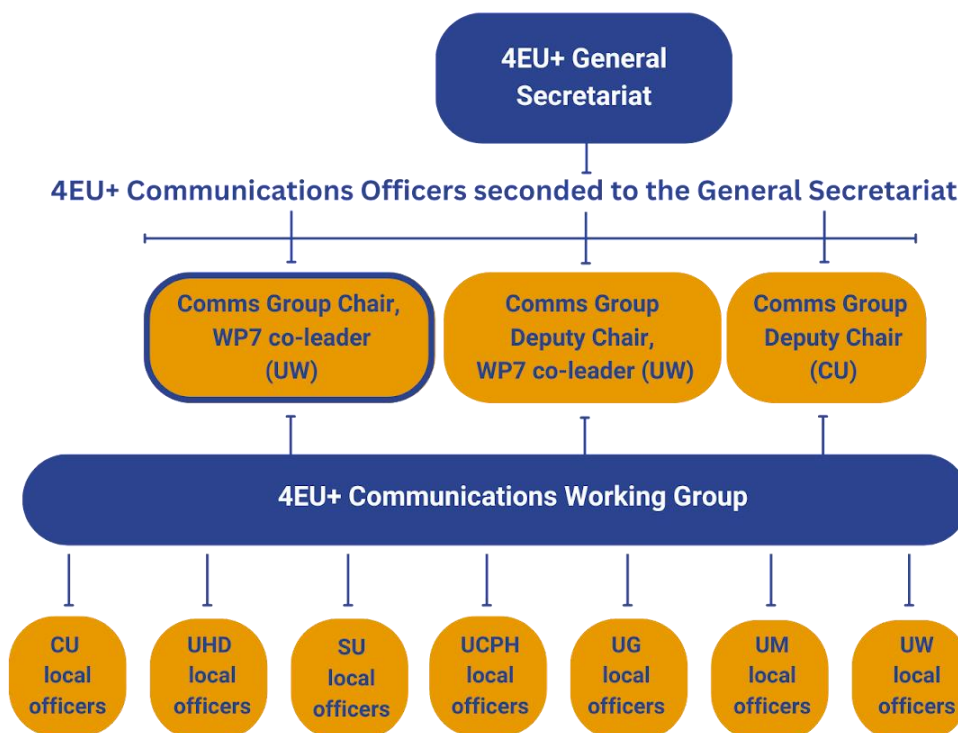 4EU+ General
Secretariat
4EU+ Communications Officers seconded to the General Secretariat
Comms Group Chair,
WP7 co-leader
(UW)
Comms Group
Deputy Chair,
WP7 co-leader (UW)
Comms Group
Deputy Chair
(CU)
4EU+ Communications Working Group
CU
local
officers
UHD
local
officers
SU
local
officers
UCPH
local
officers
UG
local
officers
UM
local
officers
UW
local
officers